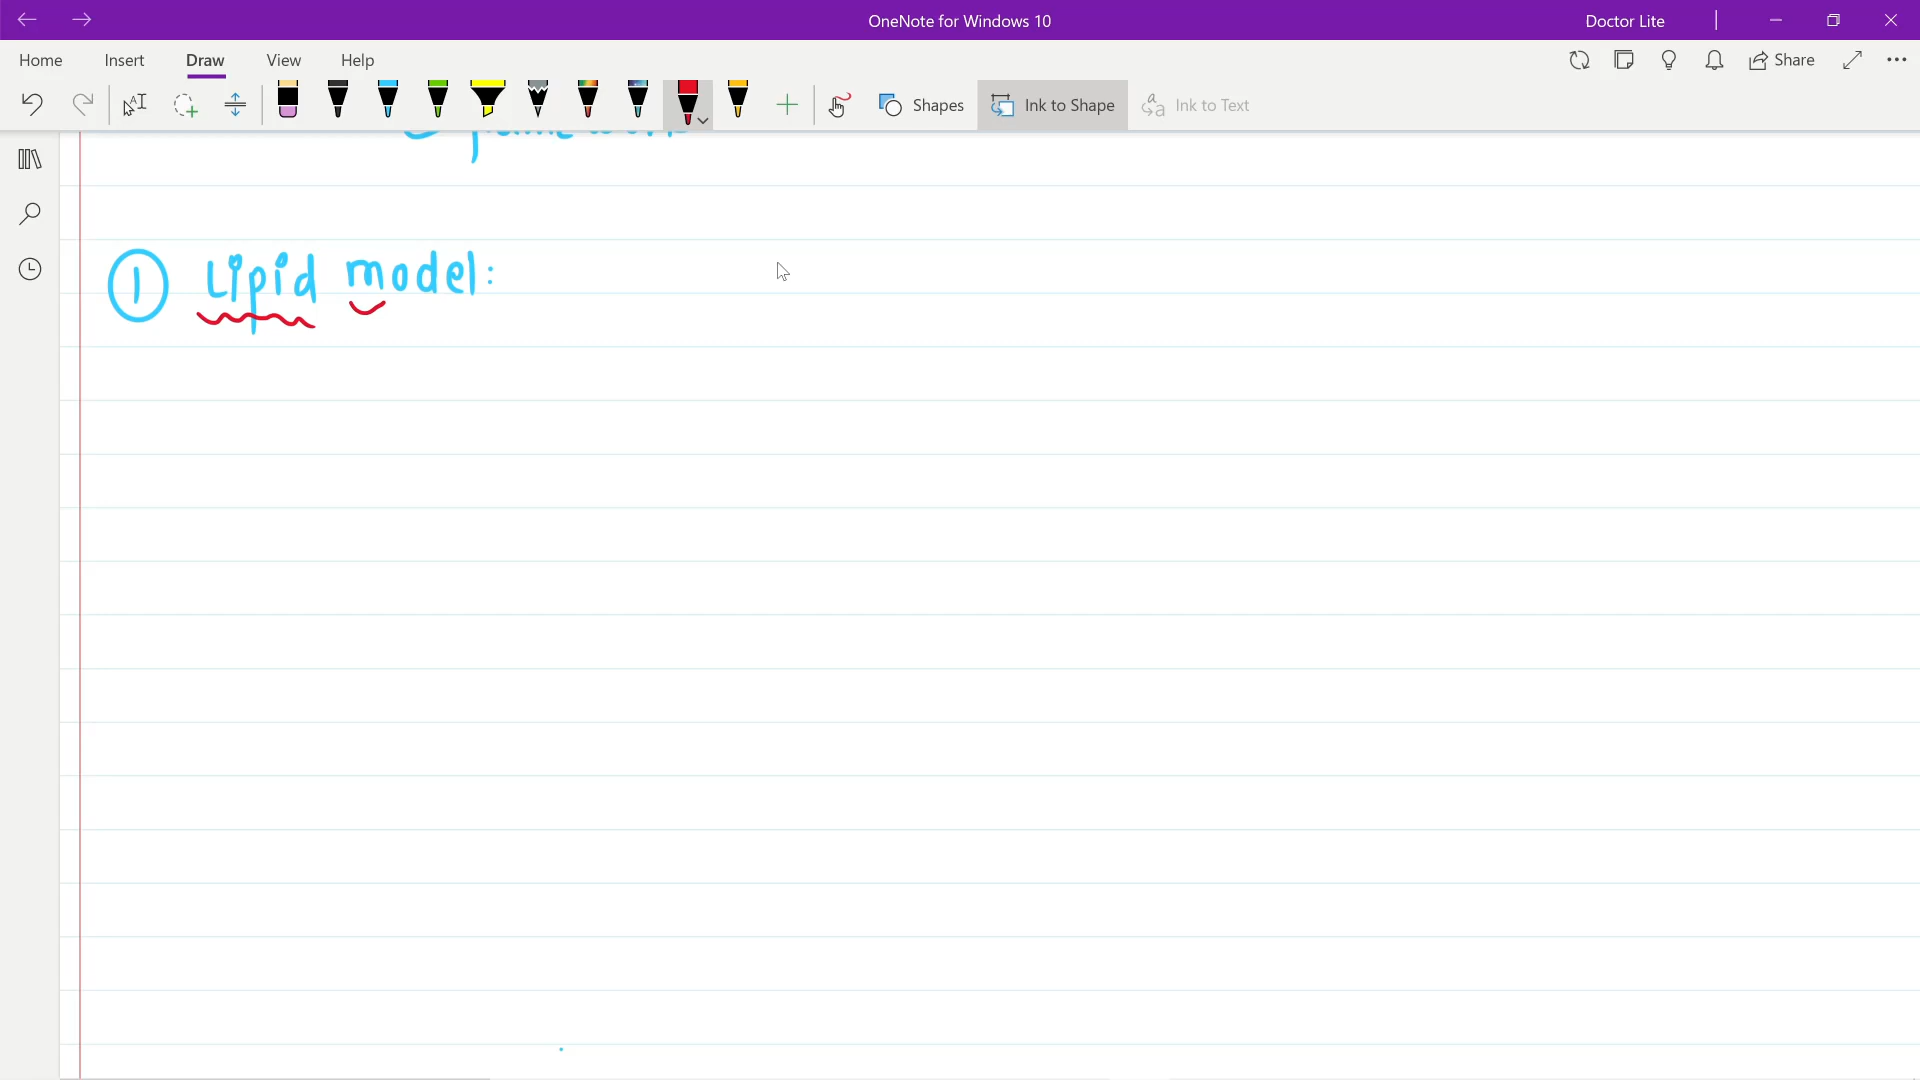 OneNote for Windows 10
Doctor Lite
Home Insert Draw View Help
Share
Shapes Ink to Shape Ink to Text
① Lipid model: